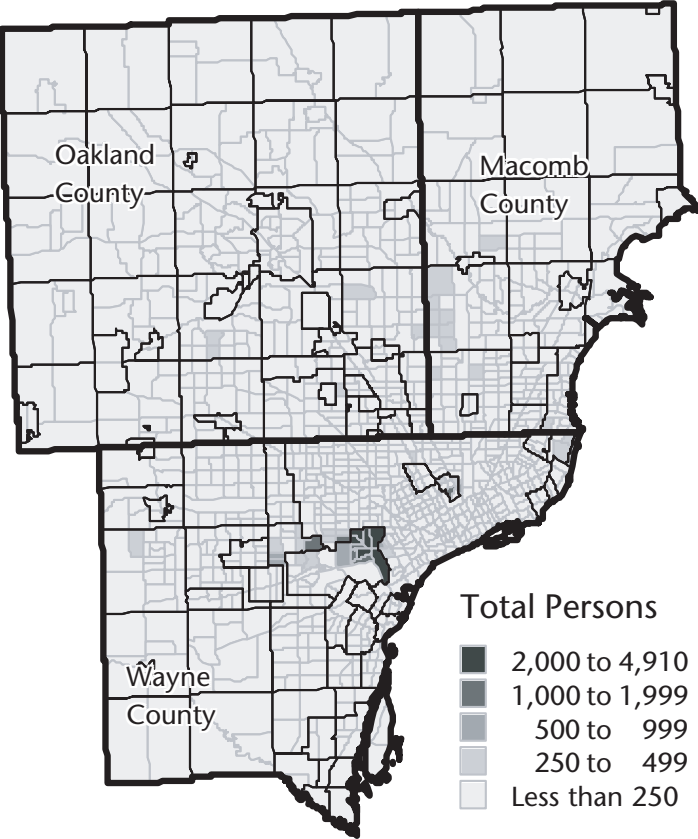 Oakland
County
Macomb
County
Wayne
County
Total Persons
2,000 to 4,910
1,000 to 1,999
500 to 999
250 to 499
Less than 250